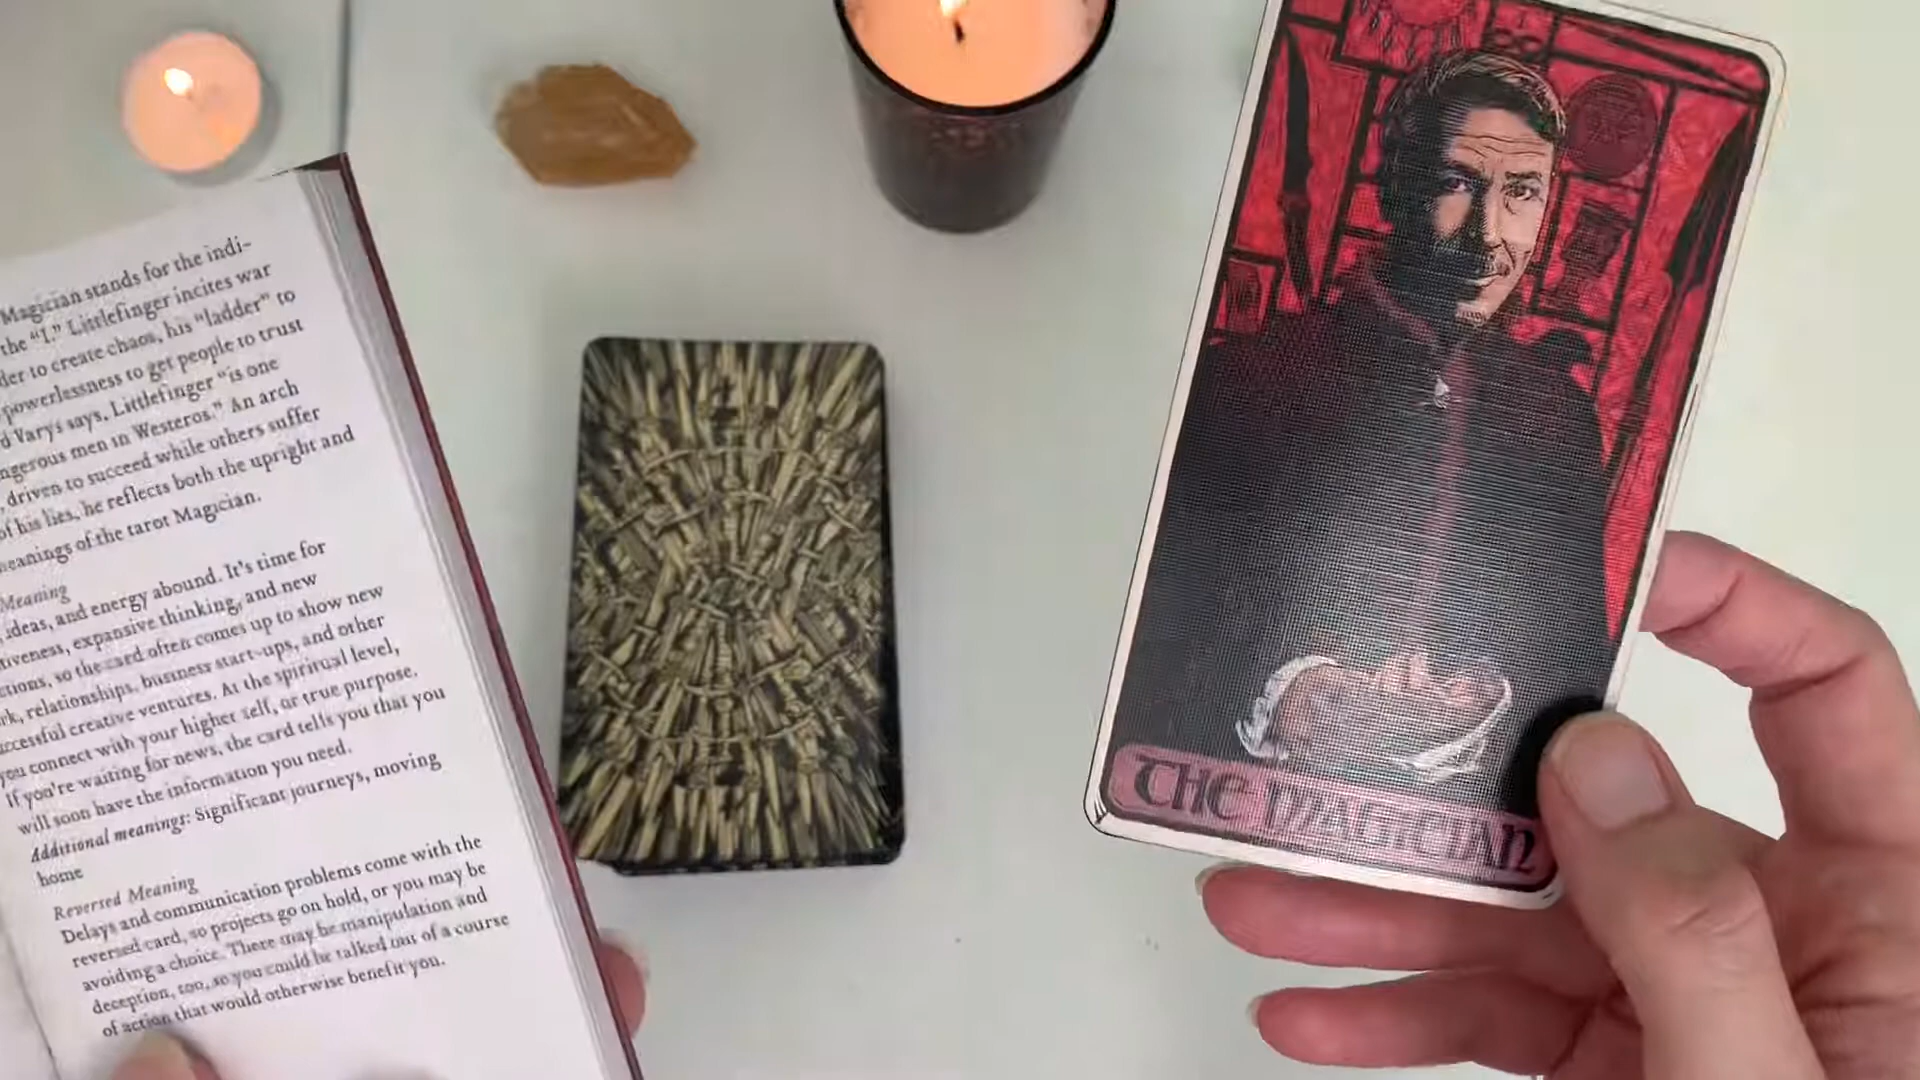 Magician stands for the indi-
the "I." Littlefinger incites war
der to create chaos, his "ladder" to
powerlessness to get people to trust
d Varys says, Littlefinger "is one
ngerous men in Westeros." An arch
, driven to succeed while others suffer
of his lies, he reflects both the upright and
eanings of the tarot Magician.
Meaning
, ideas, and energy abound. It's time for
tiveness, expansive thinking, and new
ctions, so the card often comes up to show new
rk, relationships, business start-ups, and other
uccessful creative ventures. At the spiritual level,
you connect with your higher self, or true purpose.
If you're waiting for news, the card tells you that you
will soon have the information you need.
Additional meanings: Significant journeys, moving
home
Reversed Meaning
Delays and communication problems come with the
reversed card, so projects go on hold, or you may be
avoiding a choice. There may be manipulation and
deception, too, so you could be talked out of a course
of action that would otherwise benefit you.
THE MAGICIAN